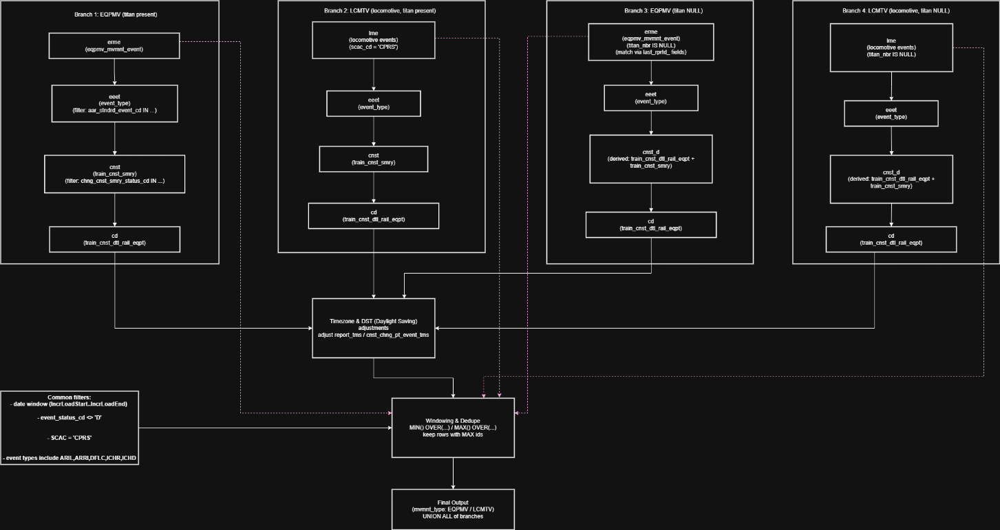 Branch 1: EQPMV (titan present)
erme
(eqpmv_mvmnt_event)
eeet
(event_type)
(filter: aar_stndrd_event_cd IN ...)
cnst
(train_cnst_smry)
(filter: chng_cnst_smry_status_cd IN ...)
cd
(train_cnst_dtl_rail_eqpt)
Branch 2: LCMTV (locomotive, titan present)
lme
(locomotive events)
(scac_cd = 'CPRS')
eeet
(event_type)
cnst
(train_cnst_smry)
cd
(train_cnst_dtl_rail_eqpt)
Branch 3: EQPMV (titan NULL)
erme
(eqpmv_mvmnt_event)
(titan_nbr IS NULL)
(match via last_rprtd_ fields)
eeet
(event_type)
cnst_d
(derived: train_cnst_dtl_rail_eqpt +
train_cnst_smry)
cd
(train_cnst_dtl_rail_eqpt)
Branch 4: LCMTV (locomotive, titan NULL)
lme
(locomotive events)
(titan_nbr IS NULL)
eeet
(event_type)
cnst_d
(derived: train_cnst_dtl_rail_eqpt +
train_cnst_smry)
cd
(train_cnst_dtl_rail_eqpt)
Timezone & DST (Daylight Saving)
adjustments
adjust report_tms / cnst_chng_pt_event_tms
Common filters:
- date window (IncrLoadStart..IncrLoadEnd)
- event_status_cd <> 'D'
- SCAC = 'CPRS'
- event types include ARIL,ARRI,DFLC,ICHR,ICHD
Windowing & Dedupe
MIN() OVER(...) / MAX() OVER(...)
keep rows with MAX ids
Final Output
(mvmnt_type: EQPMV / LCMTV)
UNION ALL of branches